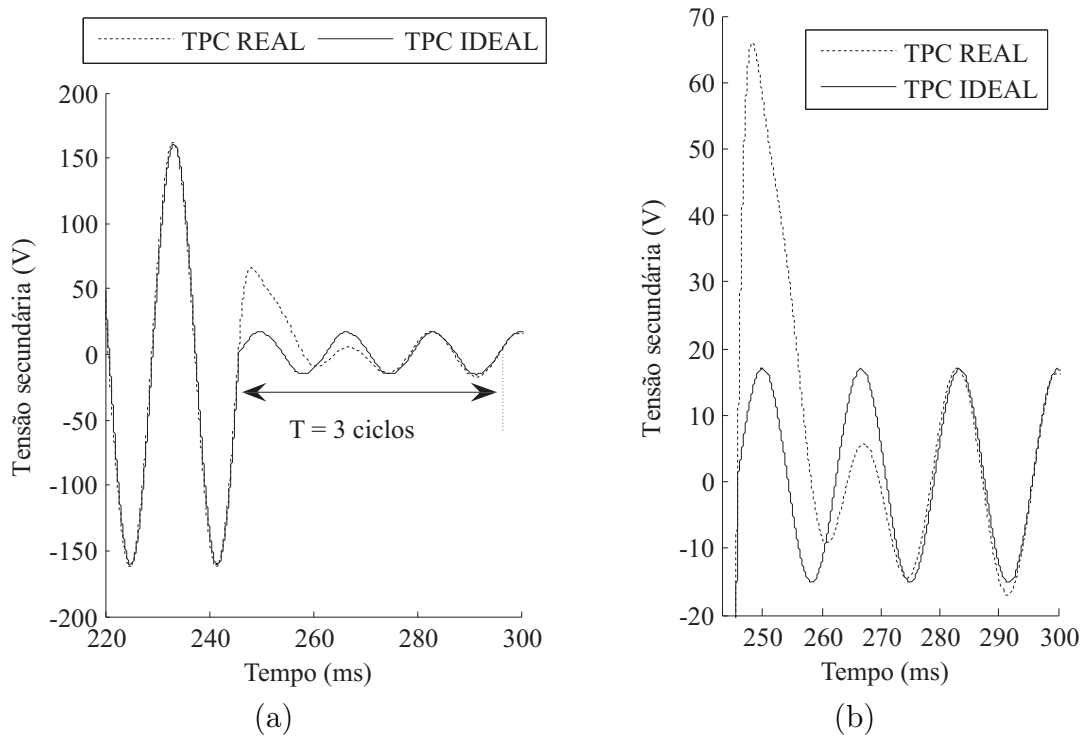 TPC REAL TPC IDEAL
200
150
100
50
0
-50
-100
-150
-200
Tensão secundária (V)
T = 3 ciclos
220 240 260 280 300
Tempo (ms)
(a)
TPC REAL
TPC IDEAL
70
60
50
40
30
20
10
0
-10
-20
Tensão secundária (V)
250 260 270 280 290 300
Tempo (ms)
(b)